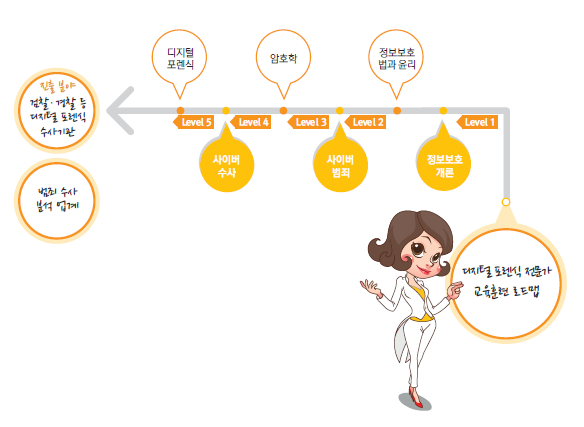 디지털
포렌식
암호학
정보보호
법과 윤리
진출 분야
검찰·경찰 등
디지털 포렌식
수사기관
Level 5
Level 4
Level 3
Level 2
Level 1
사이버
수사
사이버
범죄
정보보호
개론
범죄 수사
분석 업계
디지털 포렌식 전문가
교육훈련 로드맵